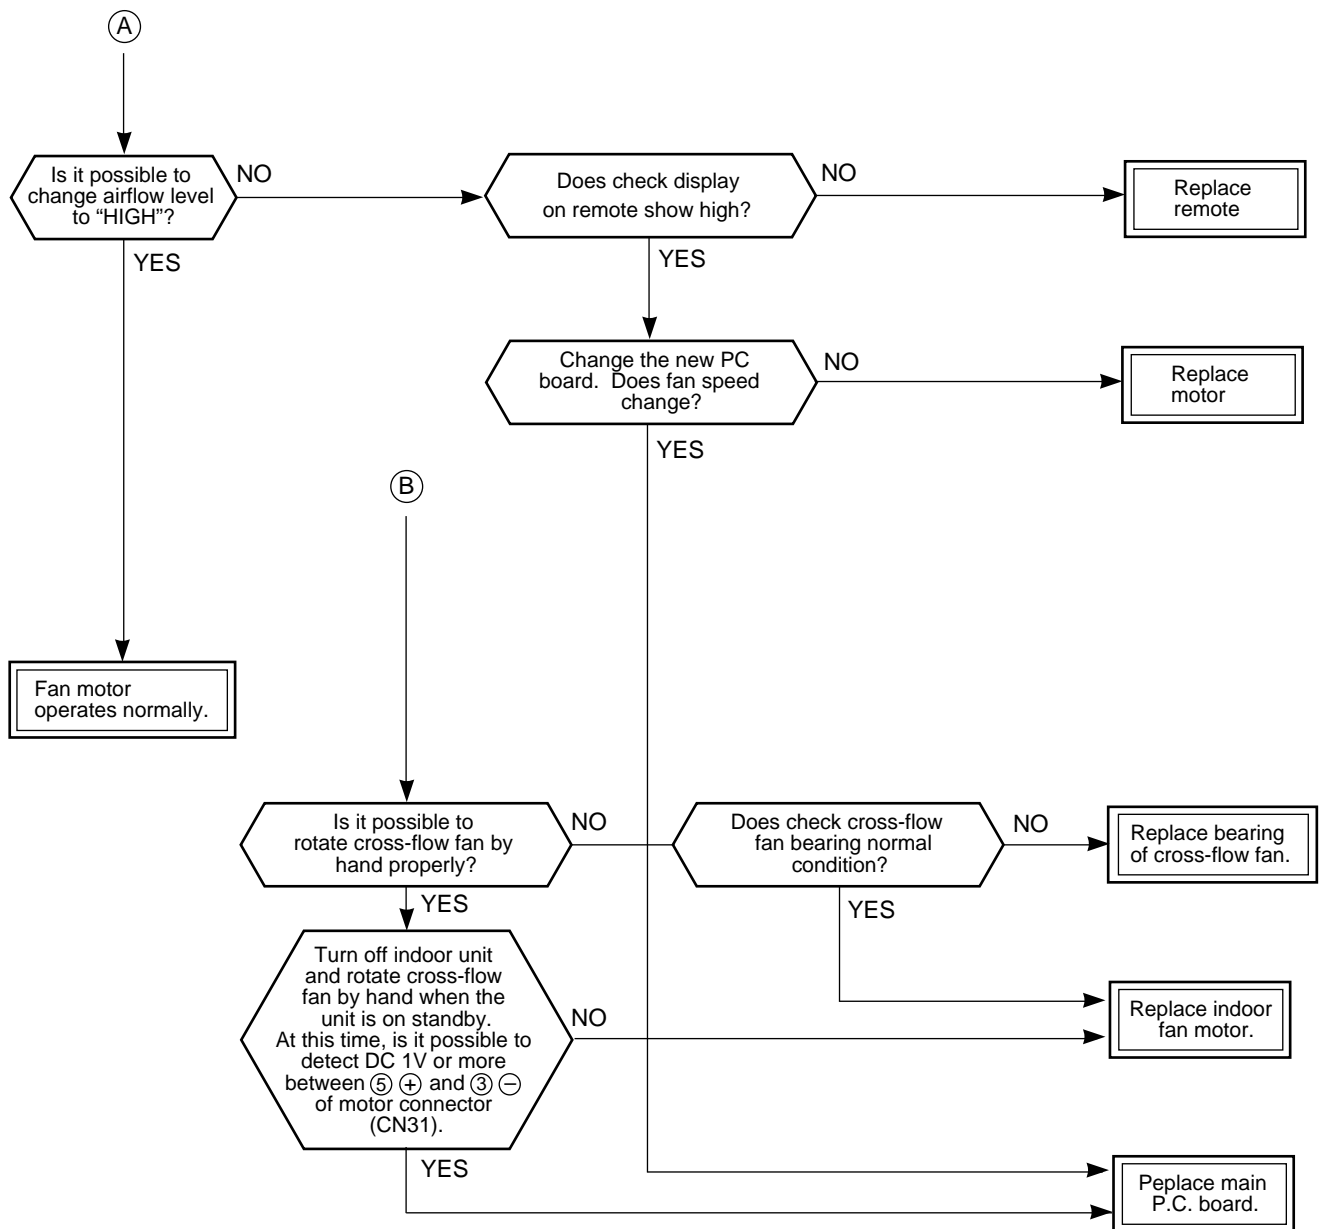 A
Is it possible to
change airflow level
to “HIGH”?
NO
YES
Does check display
on remote show high?
NO
YES
Replace
remote
Change the new PC
board.  Does fan speed
change?
NO
YES
Replace
motor
B
Fan motor
operates normally.
Is it possible to
rotate cross-flow fan by
hand properly?
NO
YES
Does check cross-flow
fan bearing normal
condition?
NO
YES
Replace bearing
of cross-flow fan.
Turn off indoor unit
and rotate cross-flow
fan by hand when the
unit is on standby.
At this time, is it possible to
detect DC 1V or more
between ⑤ ⊕ and ③ ⊖
of motor connector
(CN31).
NO
YES
Replace indoor
fan motor.
Peplace main
P.C. board.